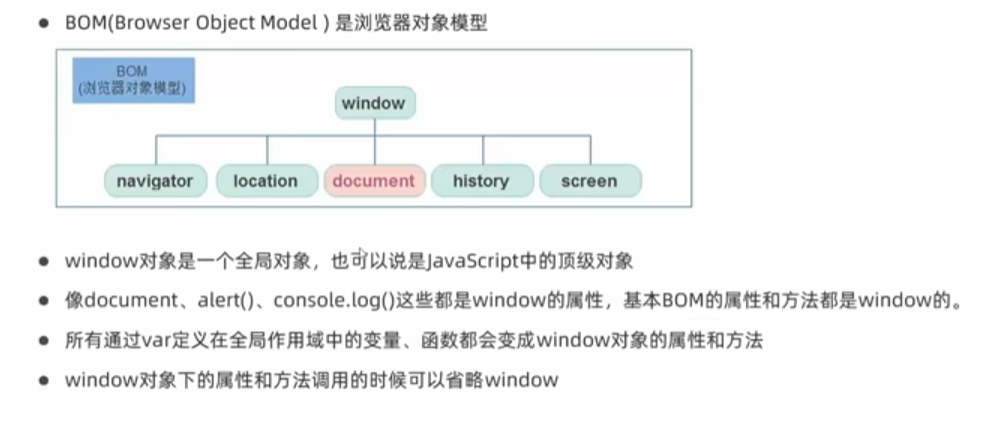 ● BOM(Browser Object Model ) 是浏览器对象模型
BOM
(浏览器对象模型)
window
navigator location document history screen
● window对象是一个全局对象，也可以说是JavaScript中的顶级对象
● 像document、alert()、console.log()这些都是window的属性，基本BOM的属性和方法都是window的。
● 所有通过var定义在全局作用域中的变量、函数都会变成window对象的属性和方法
● window对象下的属性和方法调用的时候可以省略window